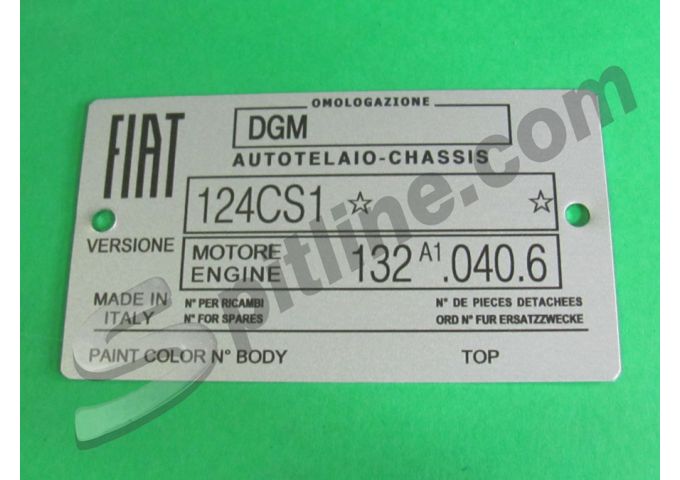 OMOLOGAZIONE
FIAT
DGM
AUTOTELAIO-CHASSIS
124CS1 ☆ ☆
VERSIONE
MOTORE
ENGINE
132 A1 .040.6
MADE IN
ITALY
N° PER RICAMBI
N° DE PIECES DETACHEES
N° FOR SPARES
ORD N° FUR ERSATZZWECKE
PAINT COLOR N° BODY
TOP
Spitline.com